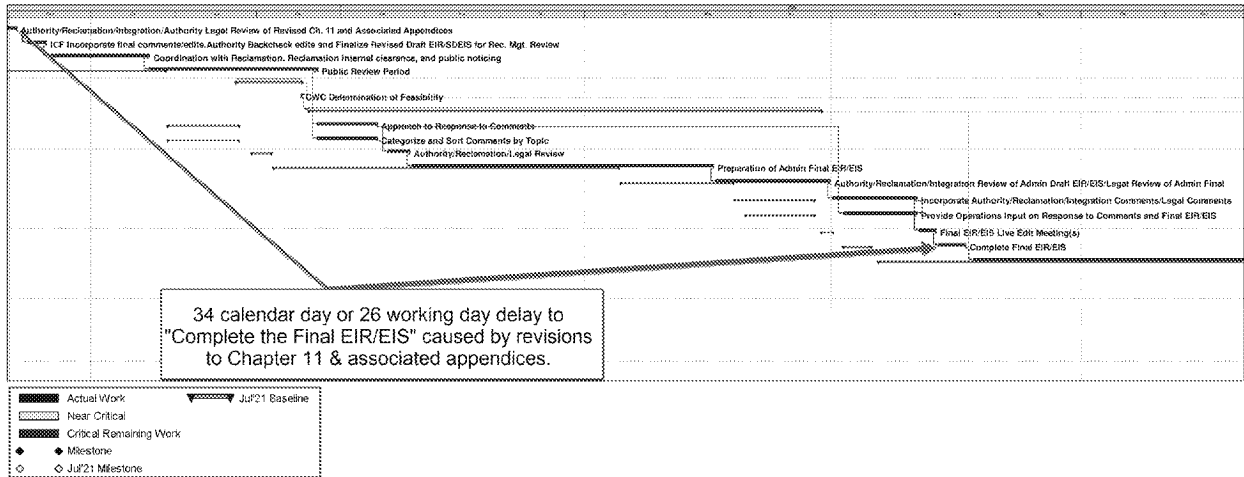 Authority/Reclamation/Integration/Authority Legal Review of Revised Ch. 11 and Associated Appendices
ICF Incorporate final comments/edits, Authority Backcheck edits and Finalize Revised Draft EIR/SDEIS for Rec. Mgt. Review
Coordination with Reclamation, Reclamation internal clearance, and public noticing
Public Review Period
CWC Determination of Feasibility
Approach to Response to Comments
Categorize and Sort Comments by Topic
Authority/Reclamation/Legal Review
Preparation of Admin Final EIR/EIS
Authority/Reclamation/Integration Review of Admin Draft EIR/EIS/Legal Review of Admin Final
Incorporate Authority/Reclamation/Integration Comments/Legal Comments
Provide Operations Input on Response to Comments and Final EIR/EIS
Final EIR/EIS Live Edit Meeting(s)
Complete Final EIR/EIS
34 calendar day or 26 working day delay to
"Complete the Final EIR/EIS" caused by revisions
to Chapter 11 & associated appendices.
Actual Work
Jul'21 Baseline
Near Critical
Critical Remaining Work
Milestone
Jul'21 Milestone